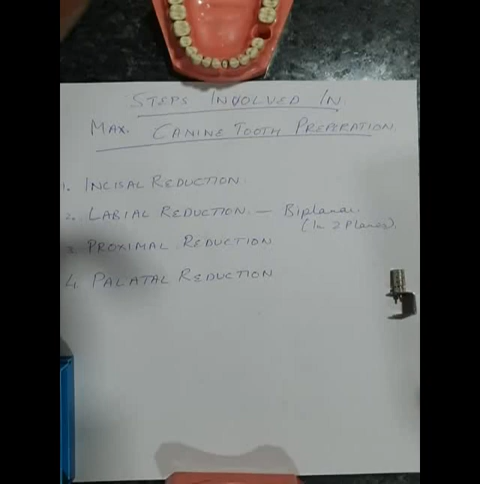 STEPS INVOLVED IN
MAX. CANINE TOOTH PREPERATION.
1. INCISAL REDUCTION.
2. LABIAL REDUCTION. — Biplanar.
(In 2 Planes).
3. PROXIMAL REDUCTION
4. PALATAL REDUCTION